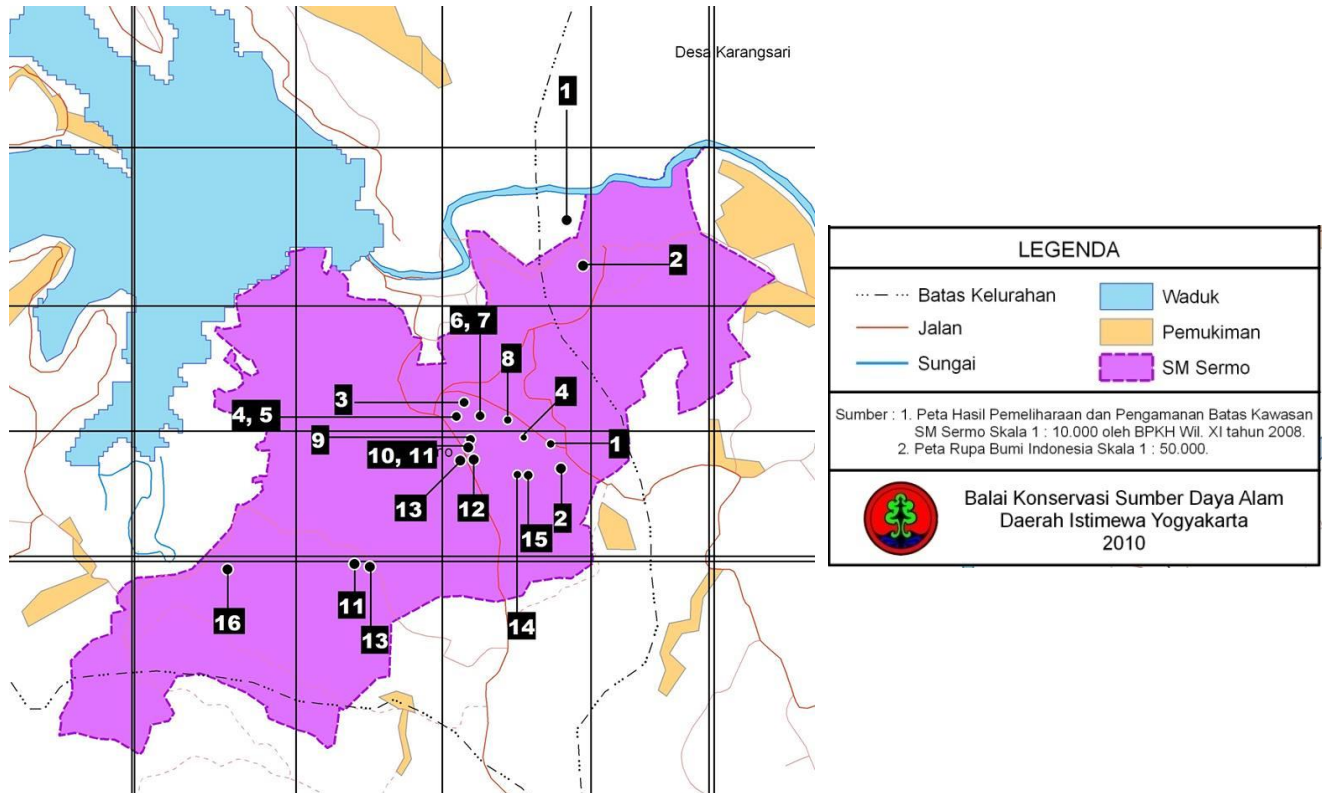 Desa Karangsari
1
2
6, 7
8
3
4
4, 5
9
1
10, 11
13
12
2
15
11
16
14
13
LEGENDA
Batas Kelurahan
Waduk
Jalan
Pemukiman
Sungai
SM Sermo
Sumber : 1. Peta Hasil Pemeliharaan dan Pengamanan Batas Kawasan
SM Sermo Skala 1 : 10.000 oleh BPKH Wil. XI tahun 2008.
2. Peta Rupa Bumi Indonesia Skala 1 : 50.000.
Balai Konservasi Sumber Daya Alam
Daerah Istimewa Yogyakarta
2010